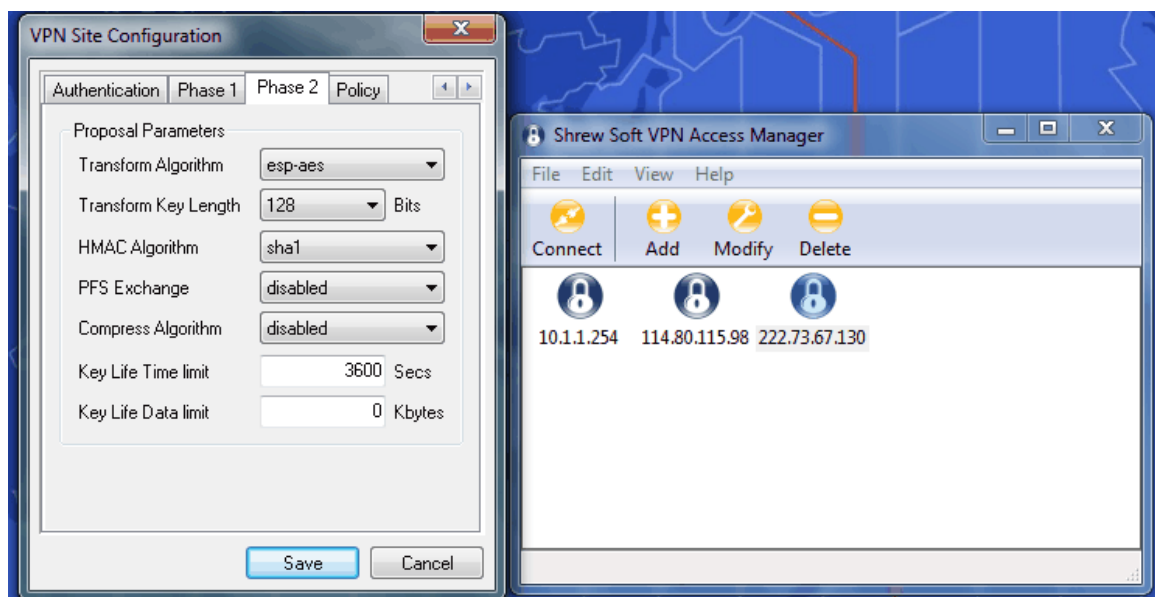 VPN Site Configuration
Authentication Phase 1 Phase 2 Policy
Proposal Parameters
Transform Algorithm esp-aes
Transform Key Length 128 Bits
HMAC Algorithm sha1
PFS Exchange disabled
Compress Algorithm disabled
Key Life Time limit 3600 Secs
Key Life Data limit 0 Kbytes
Save Cancel
Shrew Soft VPN Access Manager
File Edit View Help
Connect Add Modify Delete
10.1.1.254 114.80.115.98 222.73.67.130